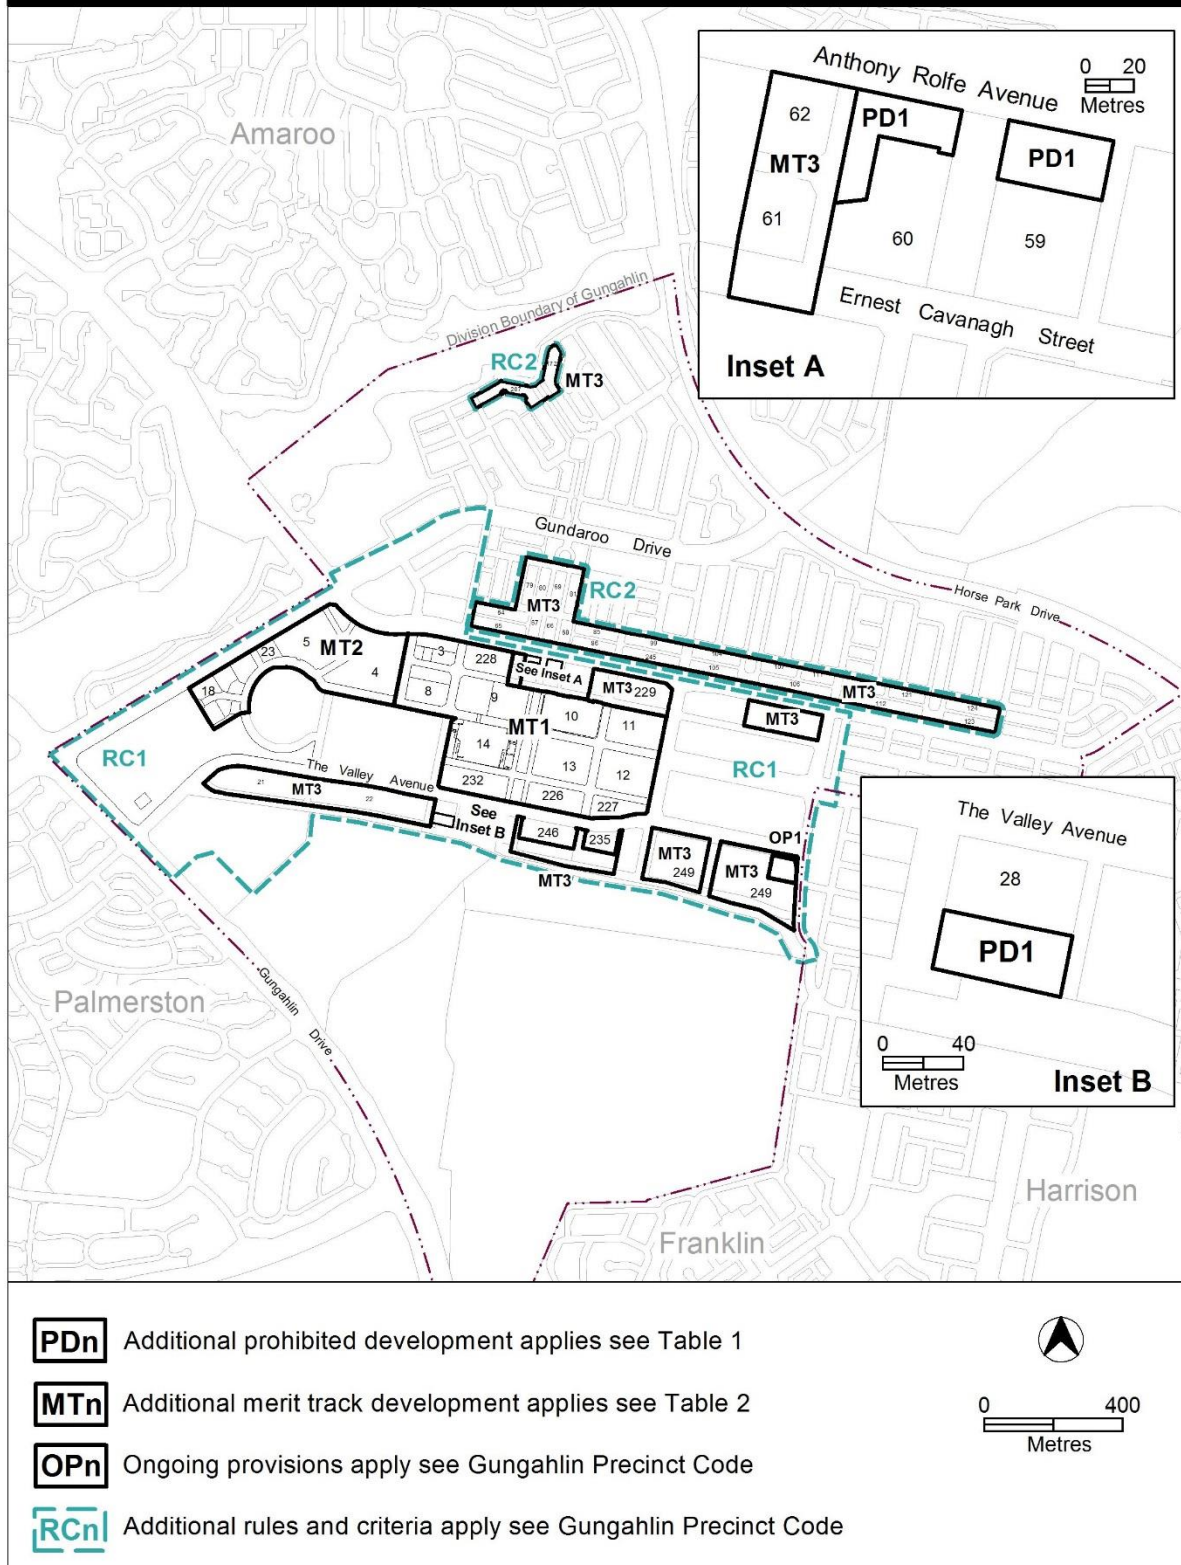 Amaroo
Division Boundary of Gungahlin
Anthony Rolfe Avenue
0 20
Metres
62
PD1
PD1
MT3
61
60
59
Ernest Cavanagh Street
Inset A
RC2
MT3
Gundaroo Drive
RC2
Horse Park Drive
MT3
MT3
MT2
5
23
4
18
3
228
See Inset A
MT3 229
8
9
MT1
10
11
MT3
14
13
12
RC1
RC1
232
226
227
The Valley Avenue
21
MT3
22
See
Inset B
246
235
MT3
MT3
249
OP1
MT3
249
The Valley Avenue
28
PD1
0 40
Metres
Inset B
Palmerston
Gungahlin Drive
Harrison
Franklin
PDn Additional prohibited development applies see Table 1
MTn Additional merit track development applies see Table 2
OPn Ongoing provisions apply see Gungahlin Precinct Code
RCn Additional rules and criteria apply see Gungahlin Precinct Code
0 400
Metres